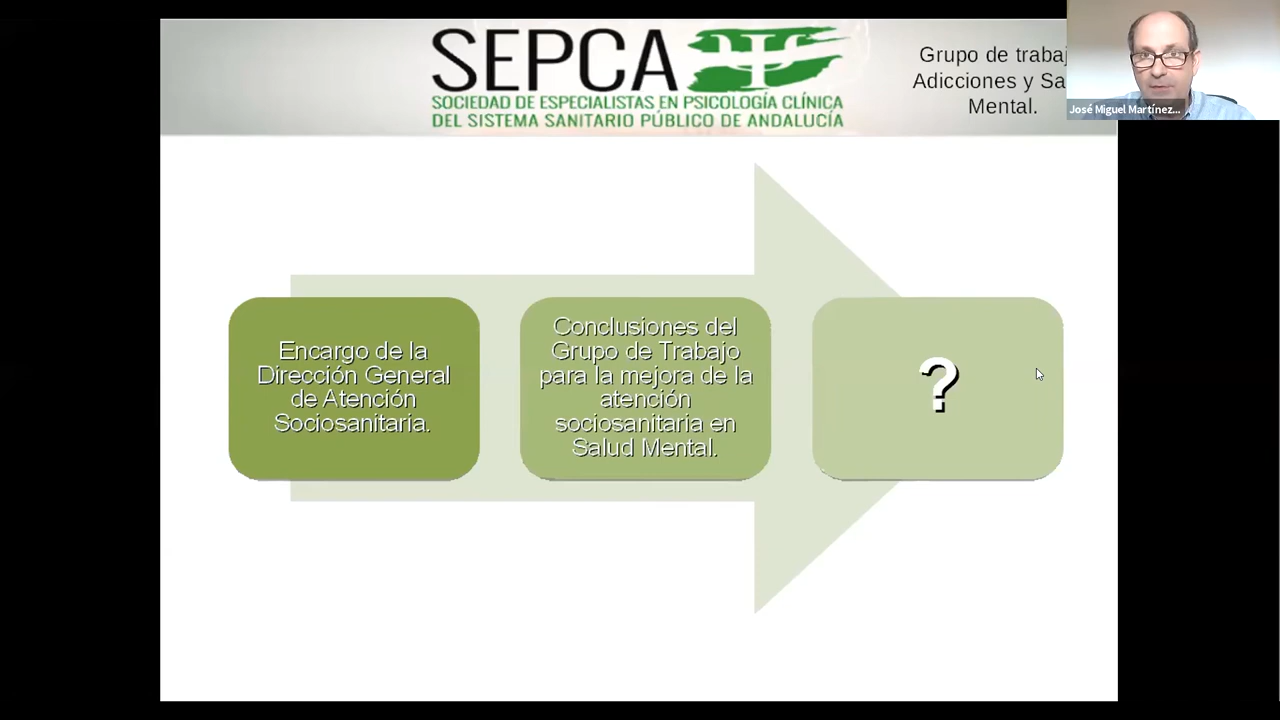 SEPCA
SOCIEDAD DE ESPECIALISTAS EN PSICOLOGÍA CLÍNICA
DEL SISTEMA SANITARIO PÚBLICO DE ANDALUCÍA
Grupo de trabaj
Adicciones y Sa
Mental.
José Miguel Martínez...
Encargo de la
Dirección General
de Atención
Sociosanitaria.
Conclusiones del
Grupo de Trabajo
para la mejora de la
atención
sociosanitaria en
Salud Mental.
?